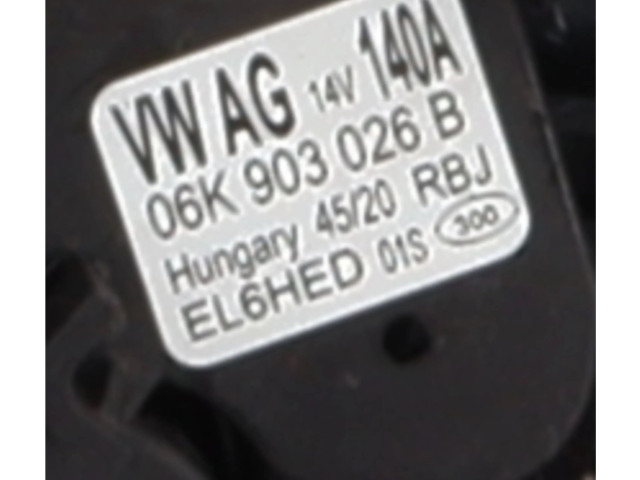 VW AG 14V 140A
06K 903 026 B
Hungary 45/20 RBJ
EL6HED 01S 300